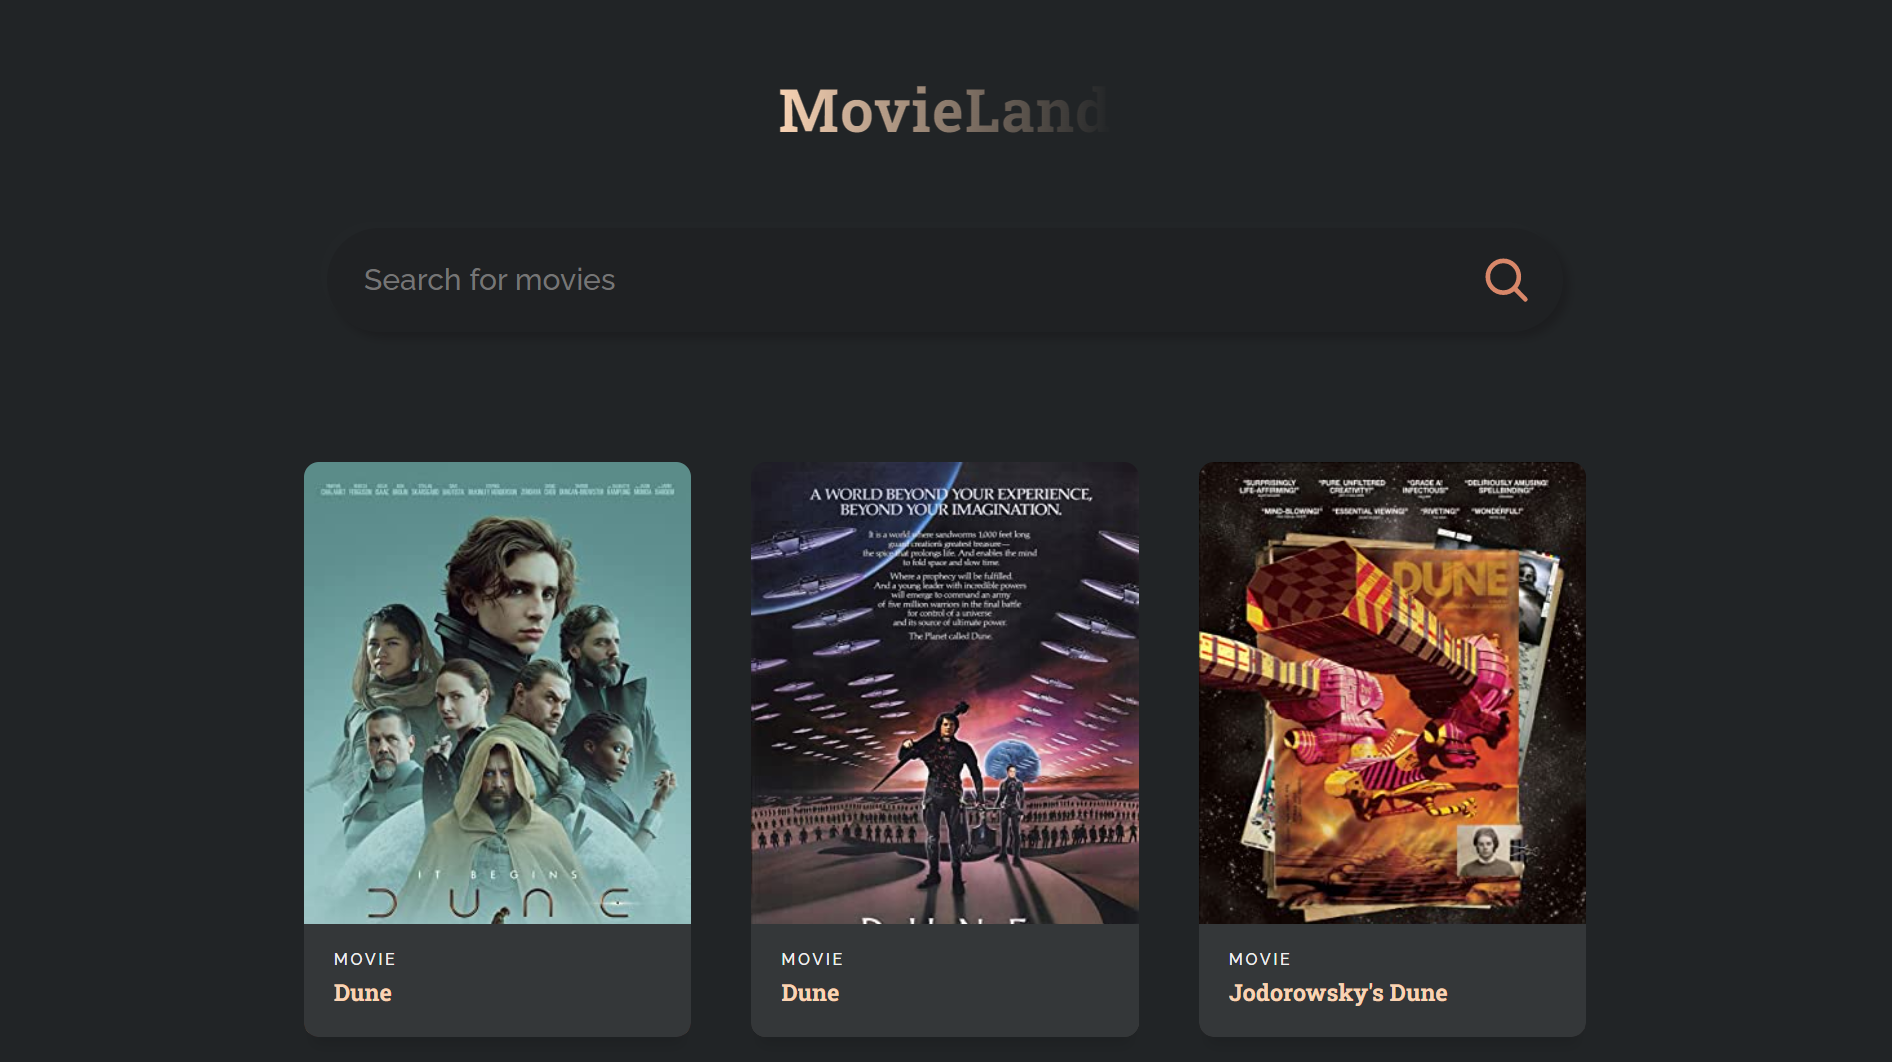 MovieLand
Search for movies
IT BEGINS
DUNE
A WORLD BEYOND YOUR EXPERIENCE,
BEYOND YOUR IMAGINATION.
It is a world where sandworms 1,000 feet long
guard creation's greatest treasure—
the spice that prolongs life. And enables the mind
to fold space and slow time.
Where a prophecy will be fulfilled.
And a young leader with incredible powers
will emerge to command an army
of five million warriors in the final battle
for control of a universe
and its source of ultimate power.
The Planet called Dune.
DUNE
"SURPRISINGLY LIFE-AFFIRMING!"
"PURE, UNFILTERED CREATIVITY!"
"GRADE A! INFECTIOUS!"
"DELIRIOUSLY AMUSING! SPELLBINDING!"
"MIND-BLOWING!" "ESSENTIAL VIEWING!" "RIVETING!" "WONDERFUL!"
DUNE
MOVIE
Dune
MOVIE
Dune
MOVIE
Jodorowsky's Dune